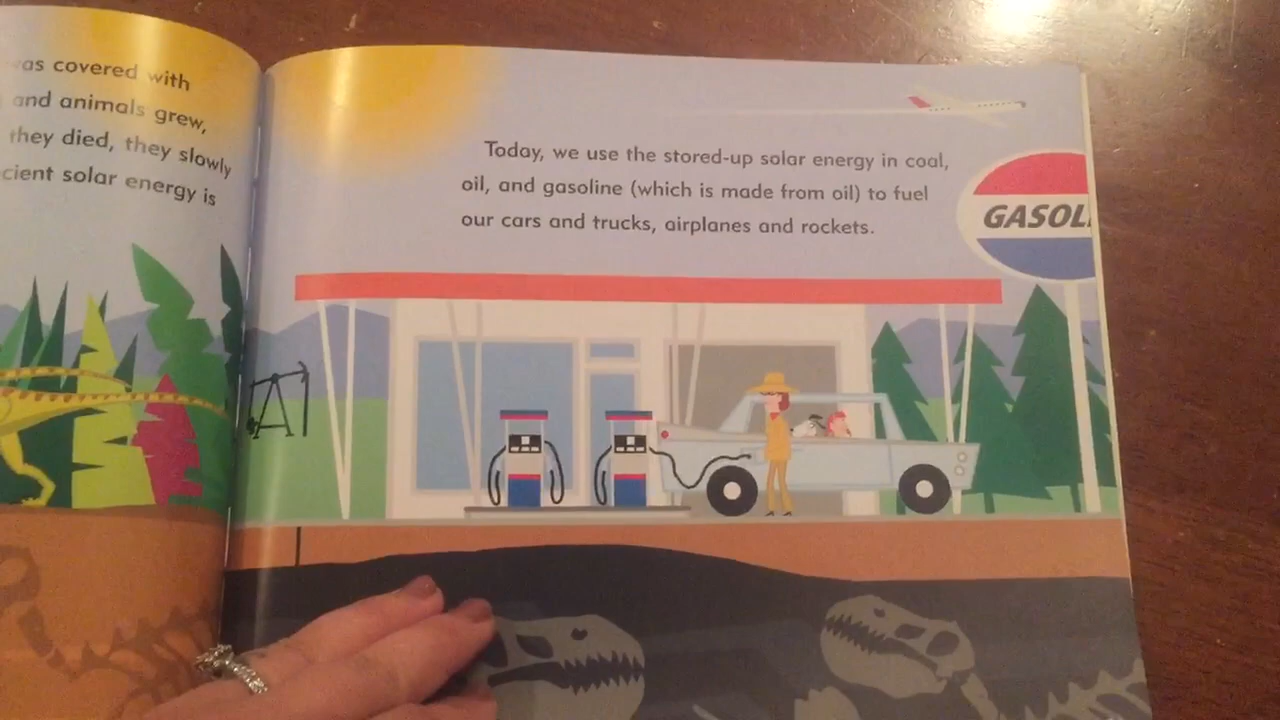 was covered with
and animals grew,
they died, they slowly
cient solar energy is
Today, we use the stored-up solar energy in coal,
oil, and gasoline (which is made from oil) to fuel
our cars and trucks, airplanes and rockets.
GASOL